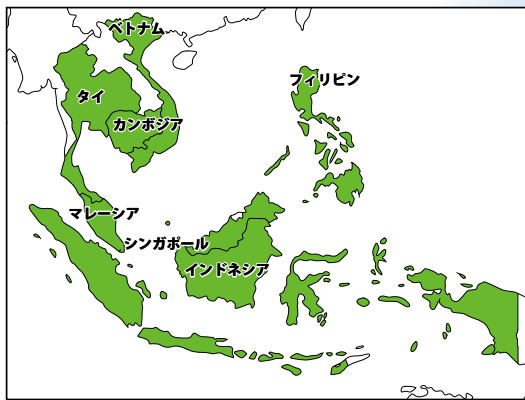 ベトナム
フィリピン
タイ
カンボジア
マレーシア
シンガポール
インドネシア